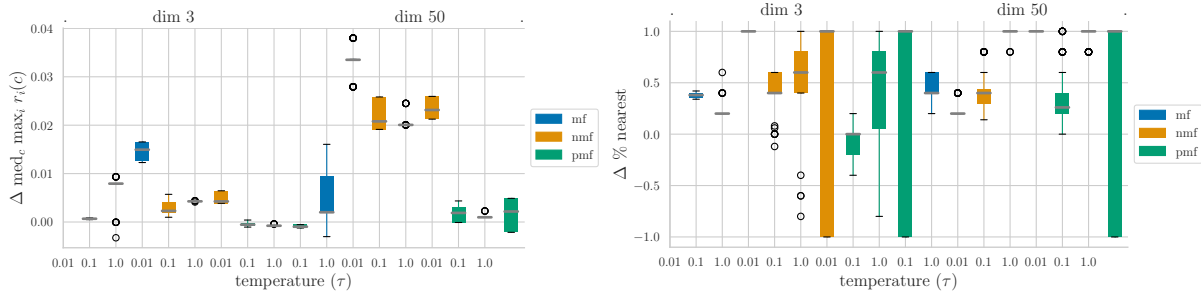 . dim 3 dim 50
0.04
0.03
0.02
0.01
0.00
Δ med_c max_i r_i(c)
0.01 0.1 1.0 0.01 0.1 1.0 0.01 0.1 1.0 0.1 1.0 0.01 0.1 1.0 0.01 0.1 1.0
temperature (τ)
mf
nmf
pmf
. dim 3 dim 50 .
1.0
0.5
0.0
−0.5
−1.0
Δ % nearest
0.01 0.1 1.0 0.01 0.1 1.0 0.01 0.1 1.0 0.1 1.0 0.01 0.1 1.0 0.01 0.1 1.0
temperature (τ)
mf
nmf
pmf